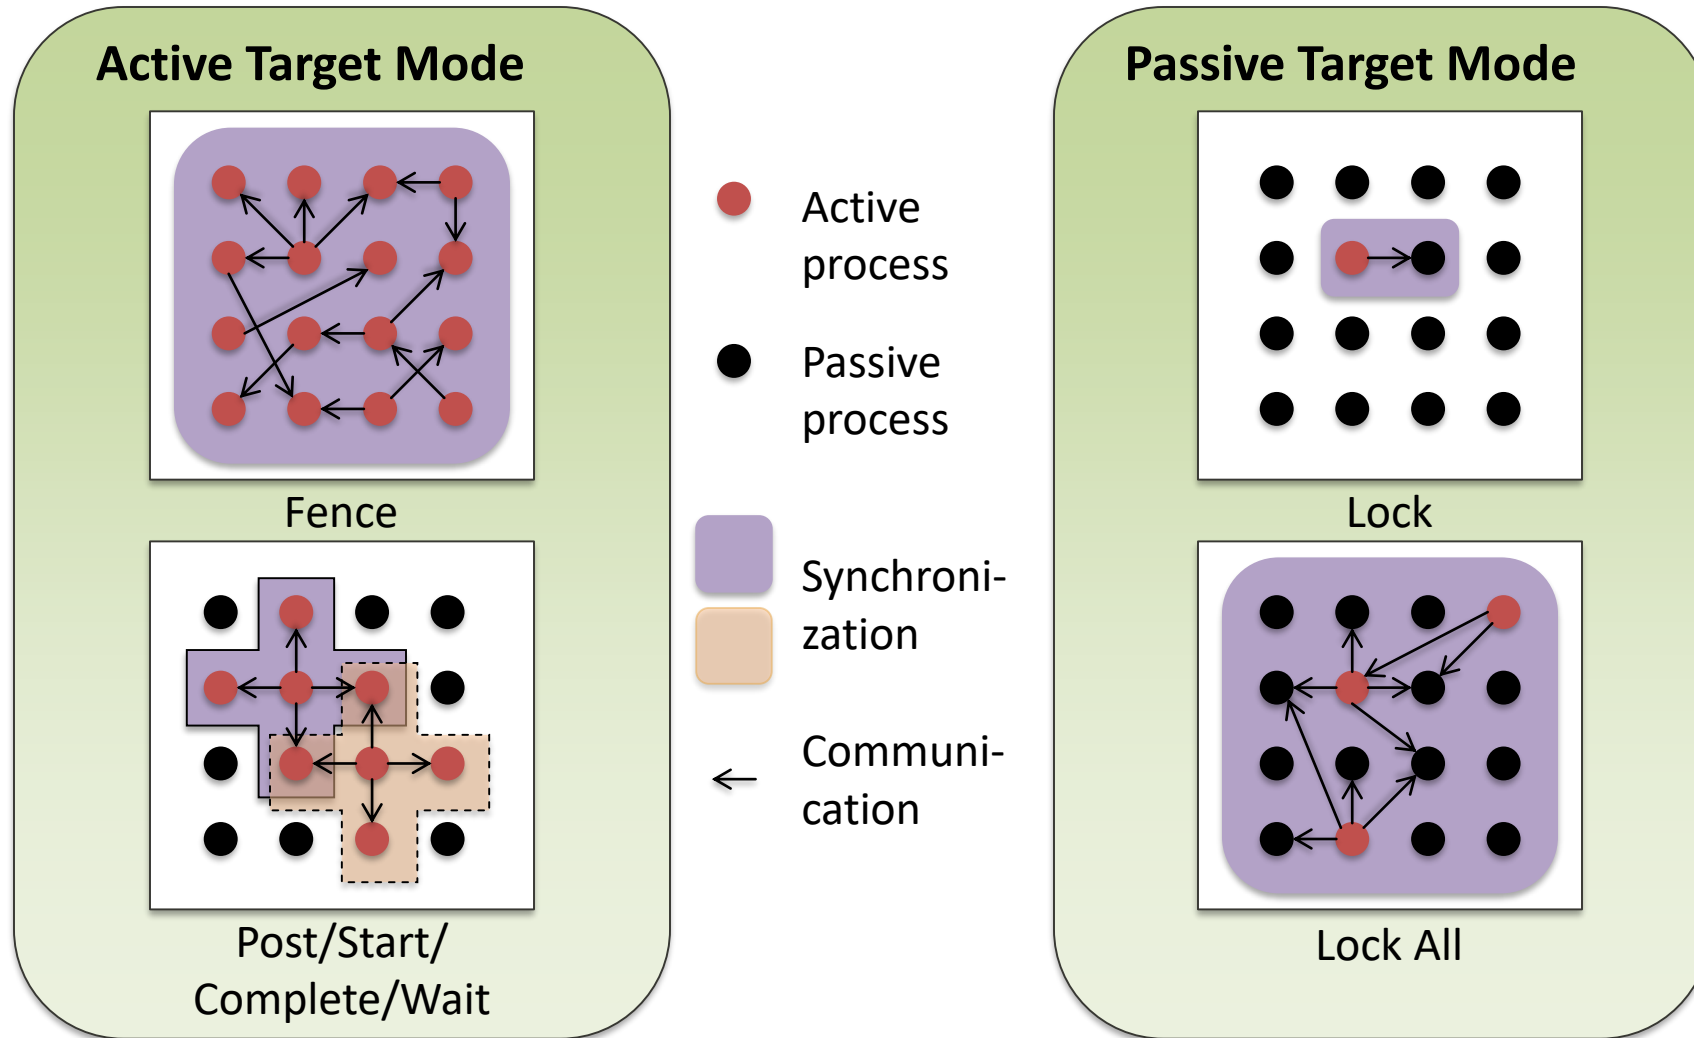 Active Target Mode
Fence
Post/Start/
Complete/Wait
Active
process
Passive
process
Synchroni-
zation
Communi-
cation
Passive Target Mode
Lock
Lock All